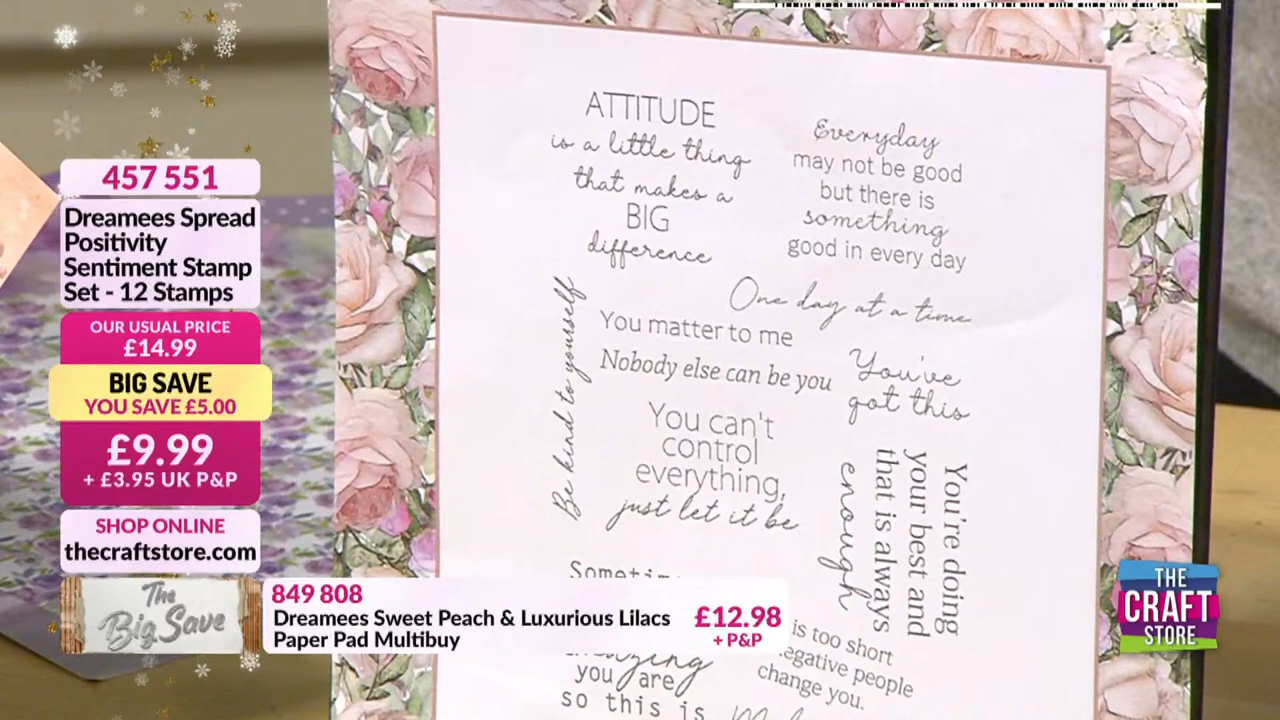 457 551
Dreamees Spread
Positivity
Sentiment Stamp
Set - 12 Stamps
OUR USUAL PRICE
£14.99
BIG SAVE
YOU SAVE £5.00
£9.99
+ £3.95 UK P&P
SHOP ONLINE
thecraftstore.com
The
Big Save
849 808
Dreamees Sweet Peach & Luxurious Lilacs
Paper Pad Multibuy
£12.98
+ P&P
ATTITUDE
is a little thing
that makes a
BIG
difference
Everyday
may not be good
but there is
something
good in every day
One day at a time
You matter to me
Nobody else can be you
You've
got this
Be kind to yourself
You can't
control
everything,
just let it be
You're doing
your best and
that is always
enough
you are
so this is
is too short
people
change you.
THE
CRAFT
STORE